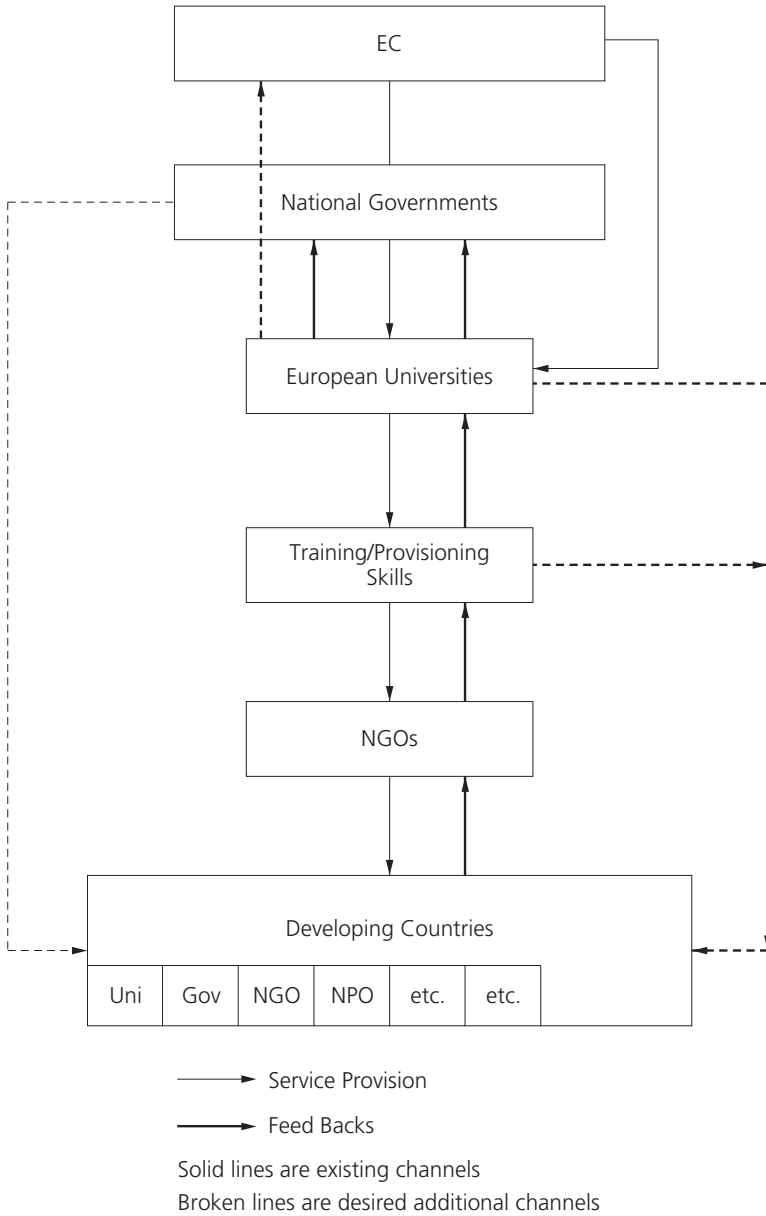 EC
National Governments
European Universities
Training/Provisioning
Skills
NGOs
Developing Countries
Uni
Gov
NGO
NPO
etc.
etc.
Service Provision
Feed Backs
Solid lines are existing channels
Broken lines are desired additional channels